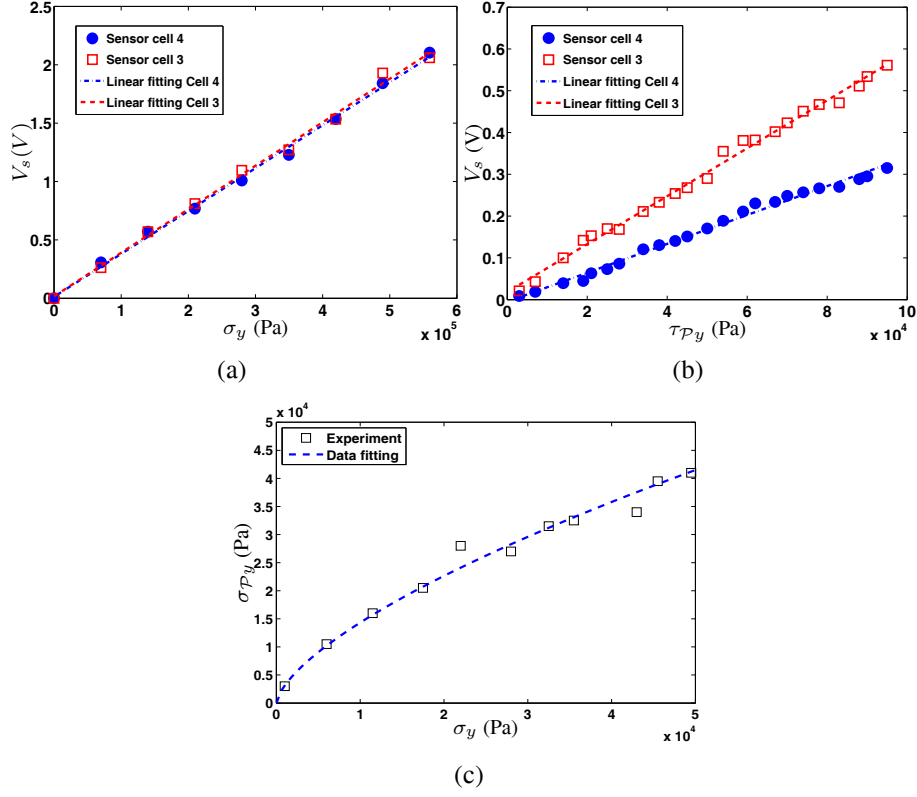 2.5
2
1.5
1
0.5
0
0 1 2 3 4 5 6
x 10^5
V_s(V)
σ_y (Pa)
Sensor cell 4
Sensor cell 3
Linear fitting Cell 4
Linear fitting Cell 3
(a)
0.7
0.6
0.5
0.4
0.3
0.2
0.1
0
0 2 4 6 8 10
x 10^4
V_s (V)
τ_𝒫y (Pa)
Sensor cell 4
Sensor cell 3
Linear fitting Cell 4
Linear fitting Cell 3
(b)
x 10^4
5
4.5
4
3.5
3
2.5
2
1.5
1
0.5
0
0 1 2 3 4 5
x 10^4
σ_𝒫y (Pa)
σ_y (Pa)
Experiment
Data fitting
(c)